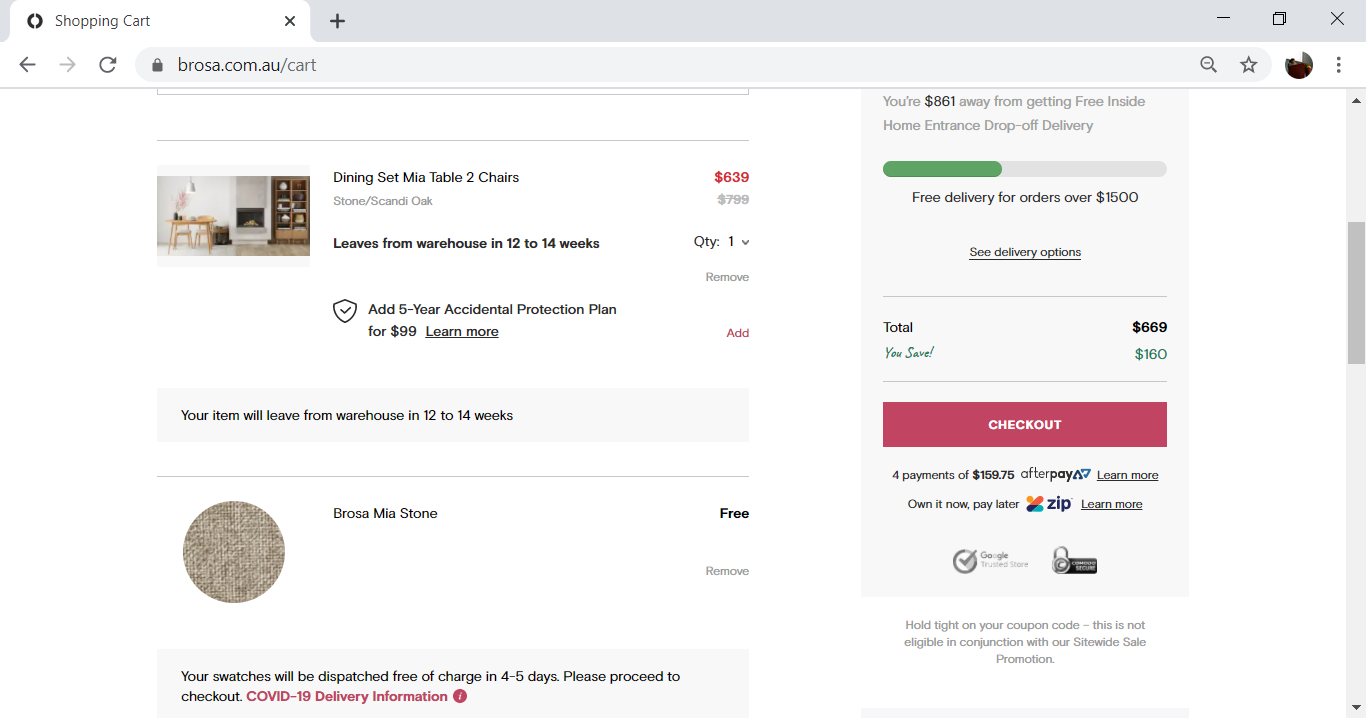 Shopping Cart
brosa.com.au/cart
Dining Set Mia Table 2 Chairs
$639
Stone/Scandi Oak
$799
Leaves from warehouse in 12 to 14 weeks
Qty: 1
Remove
Add 5-Year Accidental Protection Plan
for $99 Learn more
Add
Your item will leave from warehouse in 12 to 14 weeks
Brosa Mia Stone
Free
Remove
Your swatches will be dispatched free of charge in 4-5 days. Please proceed to
checkout. COVID-19 Delivery Information i
You're $861 away from getting Free Inside
Home Entrance Drop-off Delivery
Free delivery for orders over $1500
See delivery options
Total $669
You Save! $160
CHECKOUT
4 payments of $159.75 afterpay Learn more
Own it now, pay later zip Learn more
Google
Trusted Store
COMODO
SECURE
Hold tight on your coupon code – this is not
eligible in conjunction with our Sitewide Sale
Promotion.